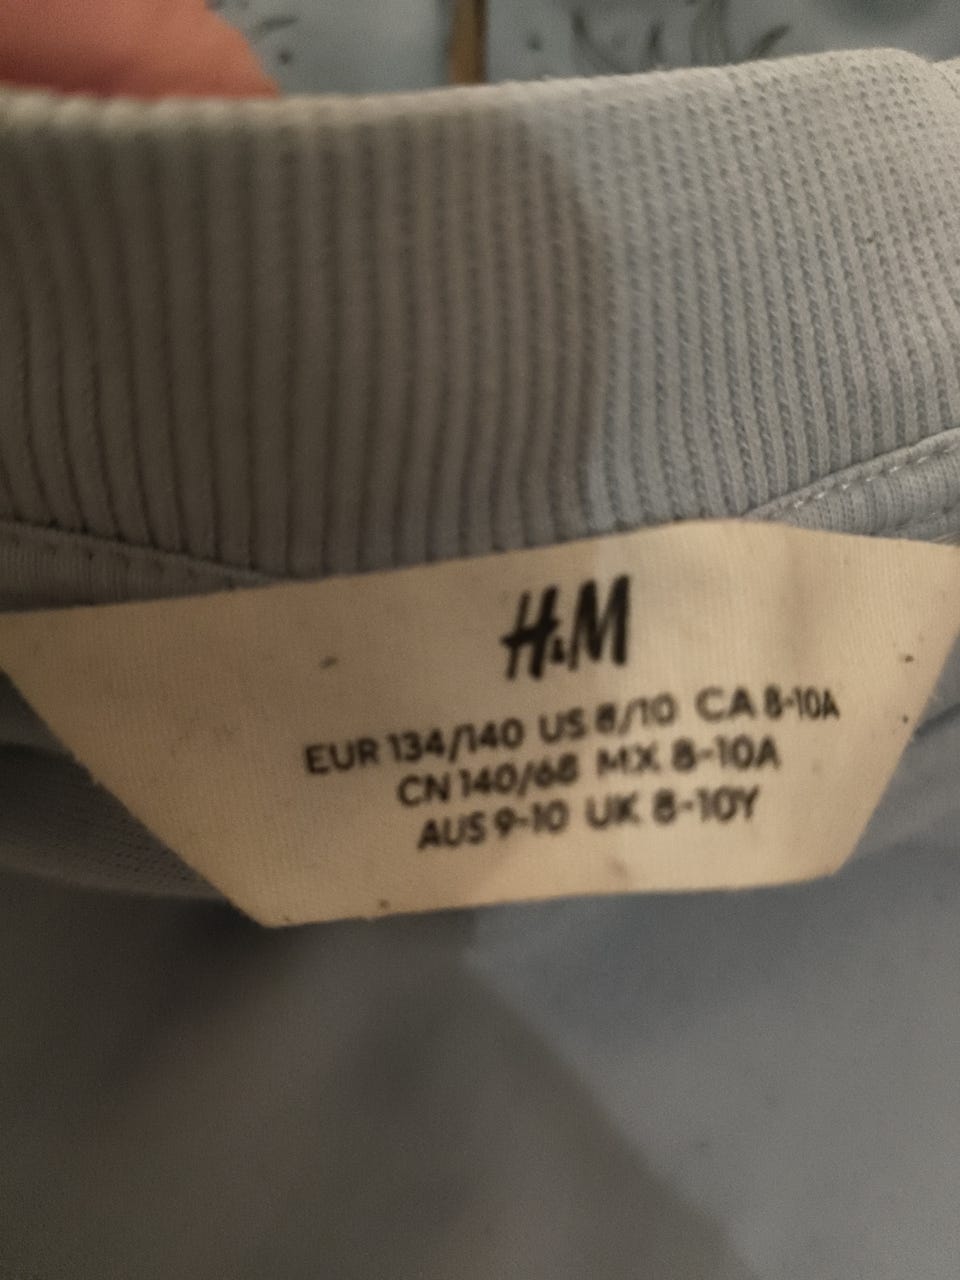 H&M
EUR 134/140 US 8/10 CA 8-10A
CN 140/68 MX 8-10A
AUS 9-10 UK 8-10Y